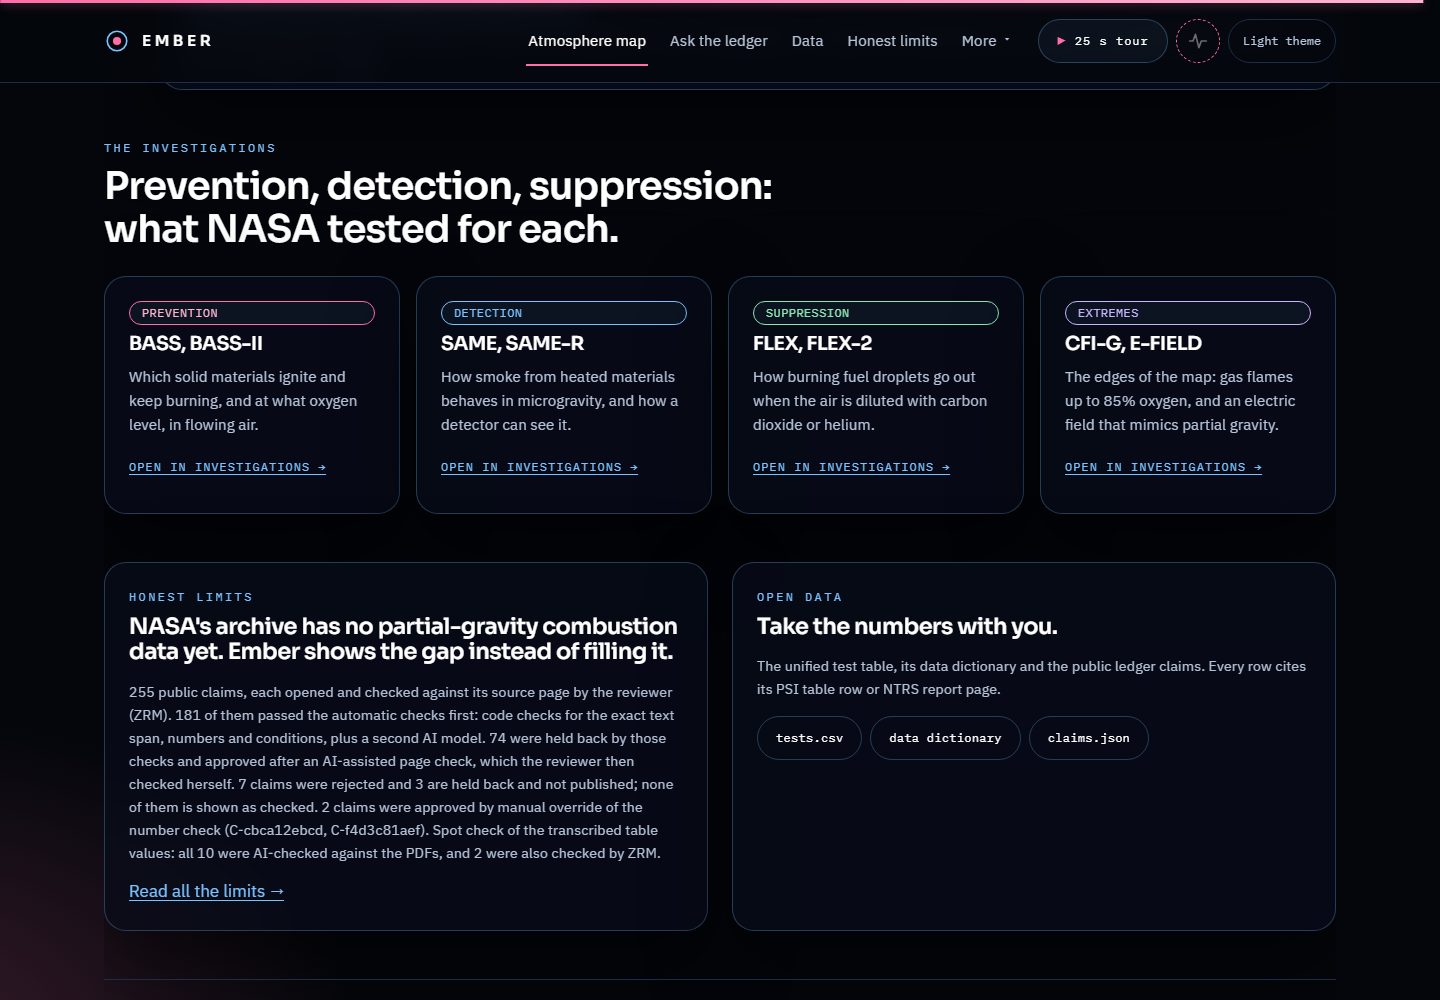 EMBER
Atmosphere map
Ask the ledger
Data
Honest limits
More
▶ 25 s tour
Light theme
THE INVESTIGATIONS
Prevention, detection, suppression:
what NASA tested for each.
PREVENTION
BASS, BASS-II
Which solid materials ignite and
keep burning, and at what oxygen
level, in flowing air.
OPEN IN INVESTIGATIONS →
DETECTION
SAME, SAME-R
How smoke from heated materials
behaves in microgravity, and how a
detector can see it.
OPEN IN INVESTIGATIONS →
SUPPRESSION
FLEX, FLEX-2
How burning fuel droplets go out
when the air is diluted with carbon
dioxide or helium.
OPEN IN INVESTIGATIONS →
EXTREMES
CFI-G, E-FIELD
The edges of the map: gas flames
up to 85% oxygen, and an electric
field that mimics partial gravity.
OPEN IN INVESTIGATIONS →
HONEST LIMITS
NASA's archive has no partial-gravity combustion
data yet. Ember shows the gap instead of filling it.
255 public claims, each opened and checked against its source page by the reviewer
(ZRM). 181 of them passed the automatic checks first: code checks for the exact text
span, numbers and conditions, plus a second AI model. 74 were held back by those
checks and approved after an AI-assisted page check, which the reviewer then
checked herself. 7 claims were rejected and 3 are held back and not published; none
of them is shown as checked. 2 claims were approved by manual override of the
number check (C-cbca12ebcd, C-f4d3c81aef). Spot check of the transcribed table
values: all 10 were AI-checked against the PDFs, and 2 were also checked by ZRM.
Read all the limits →
OPEN DATA
Take the numbers with you.
The unified test table, its data dictionary and the public ledger claims. Every row cites
its PSI table row or NTRS report page.
tests.csv
data dictionary
claims.json